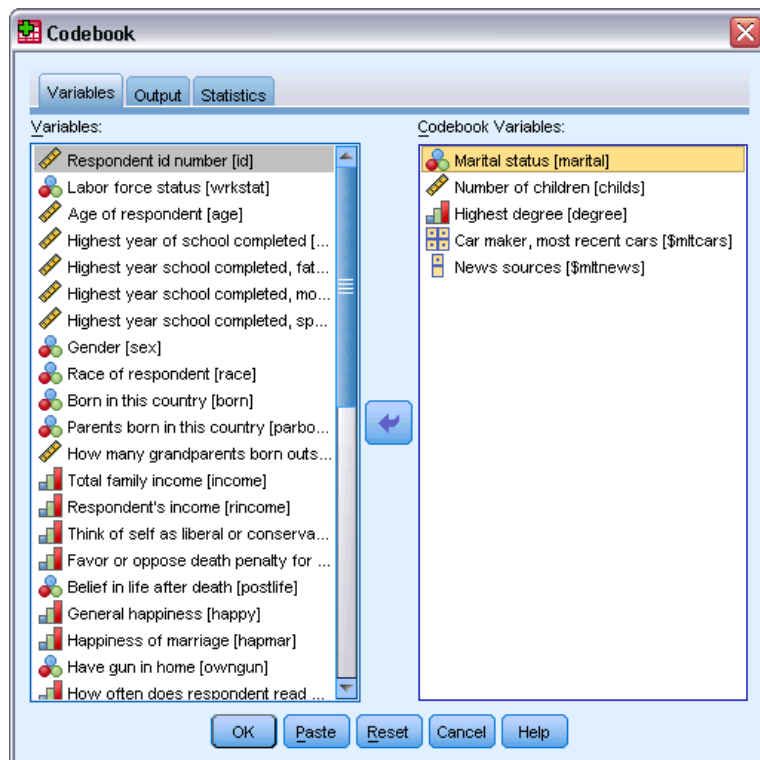 Codebook
Variables Output Statistics
Variables:
Respondent id number [id]
Labor force status [wrkstat]
Age of respondent [age]
Highest year of school completed [...
Highest year school completed, fat...
Highest year school completed, mo...
Highest year school completed, sp...
Gender [sex]
Race of respondent [race]
Born in this country [born]
Parents born in this country [parbo...
How many grandparents born outs...
Total family income [income]
Respondent's income [rincome]
Think of self as liberal or conserva...
Favor or oppose death penalty for ...
Belief in life after death [postlife]
General happiness [happy]
Happiness of marriage [hapmar]
Have gun in home [owngun]
How often does respondent read ...
Codebook Variables:
Marital status [marital]
Number of children [childs]
Highest degree [degree]
Car maker, most recent cars [$mltcars]
News sources [$mltnews]
OK Paste Reset Cancel Help